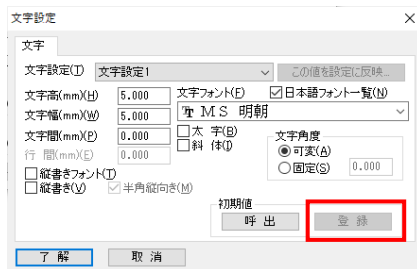 文字設定
文字
文字設定(T) 文字設定1 この値を設定に反映...
文字高(mm)(H) 5.000 文字フォント(F) 日本語フォント一覧(N)
文字幅(mm)(W) 5.000 MS 明朝
文字間(mm)(P) 0.000 太 字(B) 文字角度
行 間(mm)(E) 0.000 斜 体(I) 可変(A)
縦書きフォント(T) 固定(S) 0.000
縦書き(V) 半角縦向き(M)
初期値
呼 出 登 録
了 解 取 消